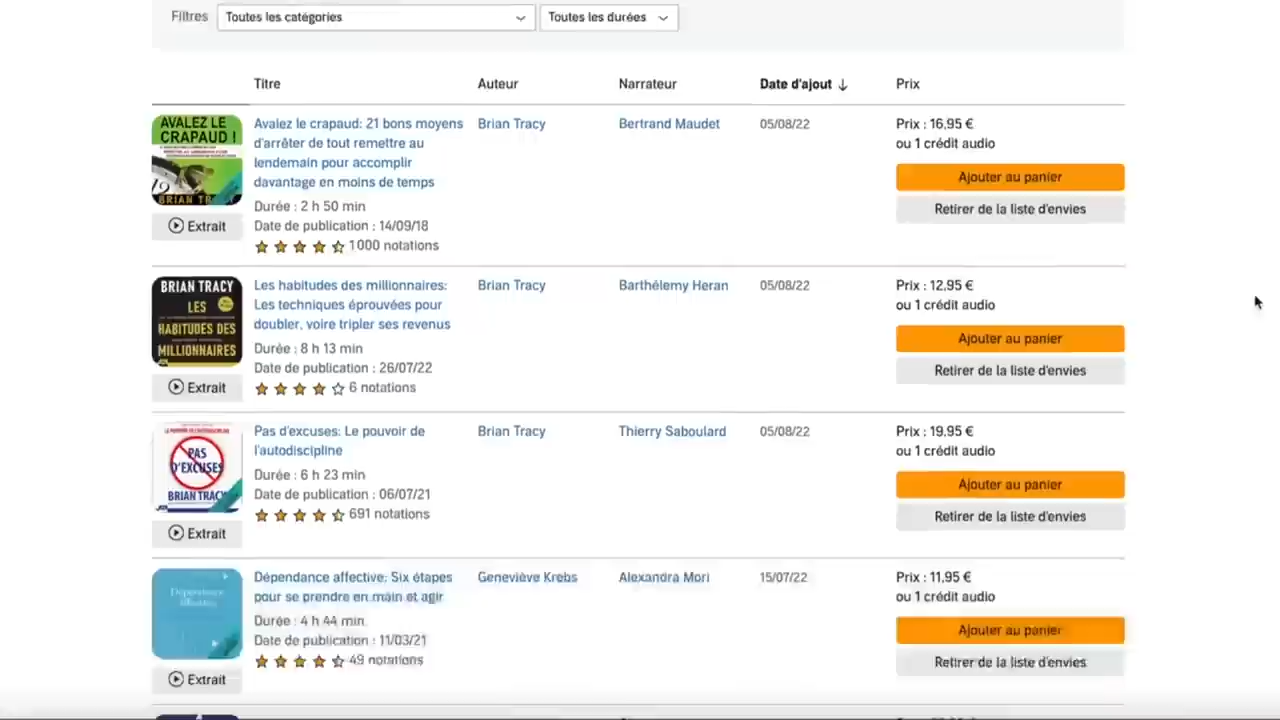 Filtres Toutes les catégories Toutes les durées
Titre Auteur Narrateur Date d'ajout Prix
AVALEZ LE
CRAPAUD !
BRIAN TRACY
Extrait
Avalez le crapaud: 21 bons moyens
d'arrêter de tout remettre au
lendemain pour accomplir
davantage en moins de temps
Durée : 2 h 50 min
Date de publication : 14/09/18
1 000 notations
Brian Tracy
Bertrand Maudet
05/08/22
Prix : 16,95 €
ou 1 crédit audio
Ajouter au panier
Retirer de la liste d'envies
BRIAN TRACY
LES
HABITUDES DES
MILLIONNAIRES
Extrait
Les habitudes des millionnaires:
Les techniques éprouvées pour
doubler, voire tripler ses revenus
Durée : 8 h 13 min
Date de publication : 26/07/22
6 notations
Brian Tracy
Barthélemy Heran
05/08/22
Prix : 12,95 €
ou 1 crédit audio
Ajouter au panier
Retirer de la liste d'envies
PAS
D'EXCUSES
BRIAN TRACY
Extrait
Pas d'excuses: Le pouvoir de
l'autodiscipline
Durée : 6 h 23 min
Date de publication : 06/07/21
691 notations
Brian Tracy
Thierry Saboulard
05/08/22
Prix : 19,95 €
ou 1 crédit audio
Ajouter au panier
Retirer de la liste d'envies
Dépendance
affective
Extrait
Dépendance affective: Six étapes
pour se prendre en main et agir
Durée : 4 h 44 min
Date de publication : 11/03/21
49 notations
Geneviève Krebs
Alexandra Mori
15/07/22
Prix : 11,95 €
ou 1 crédit audio
Ajouter au panier
Retirer de la liste d'envies